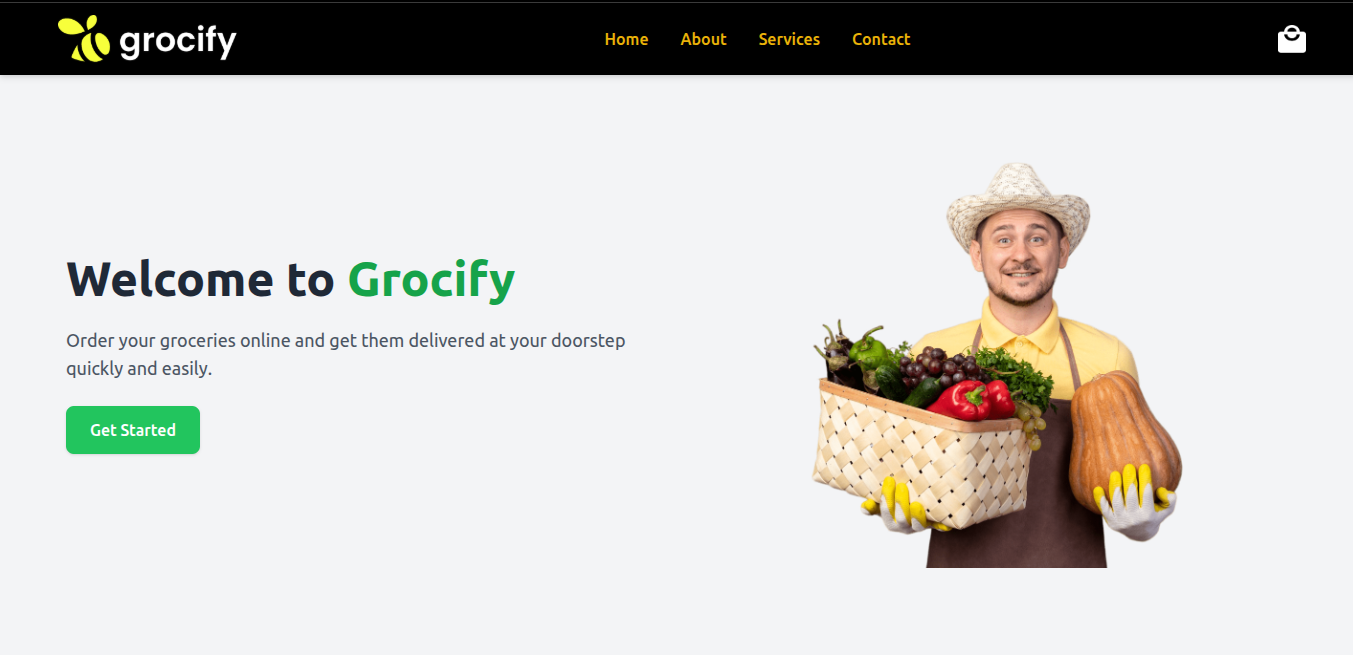 grocify
Home About Services Contact
Welcome to Grocify
Order your groceries online and get them delivered at your doorstep
quickly and easily.
Get Started